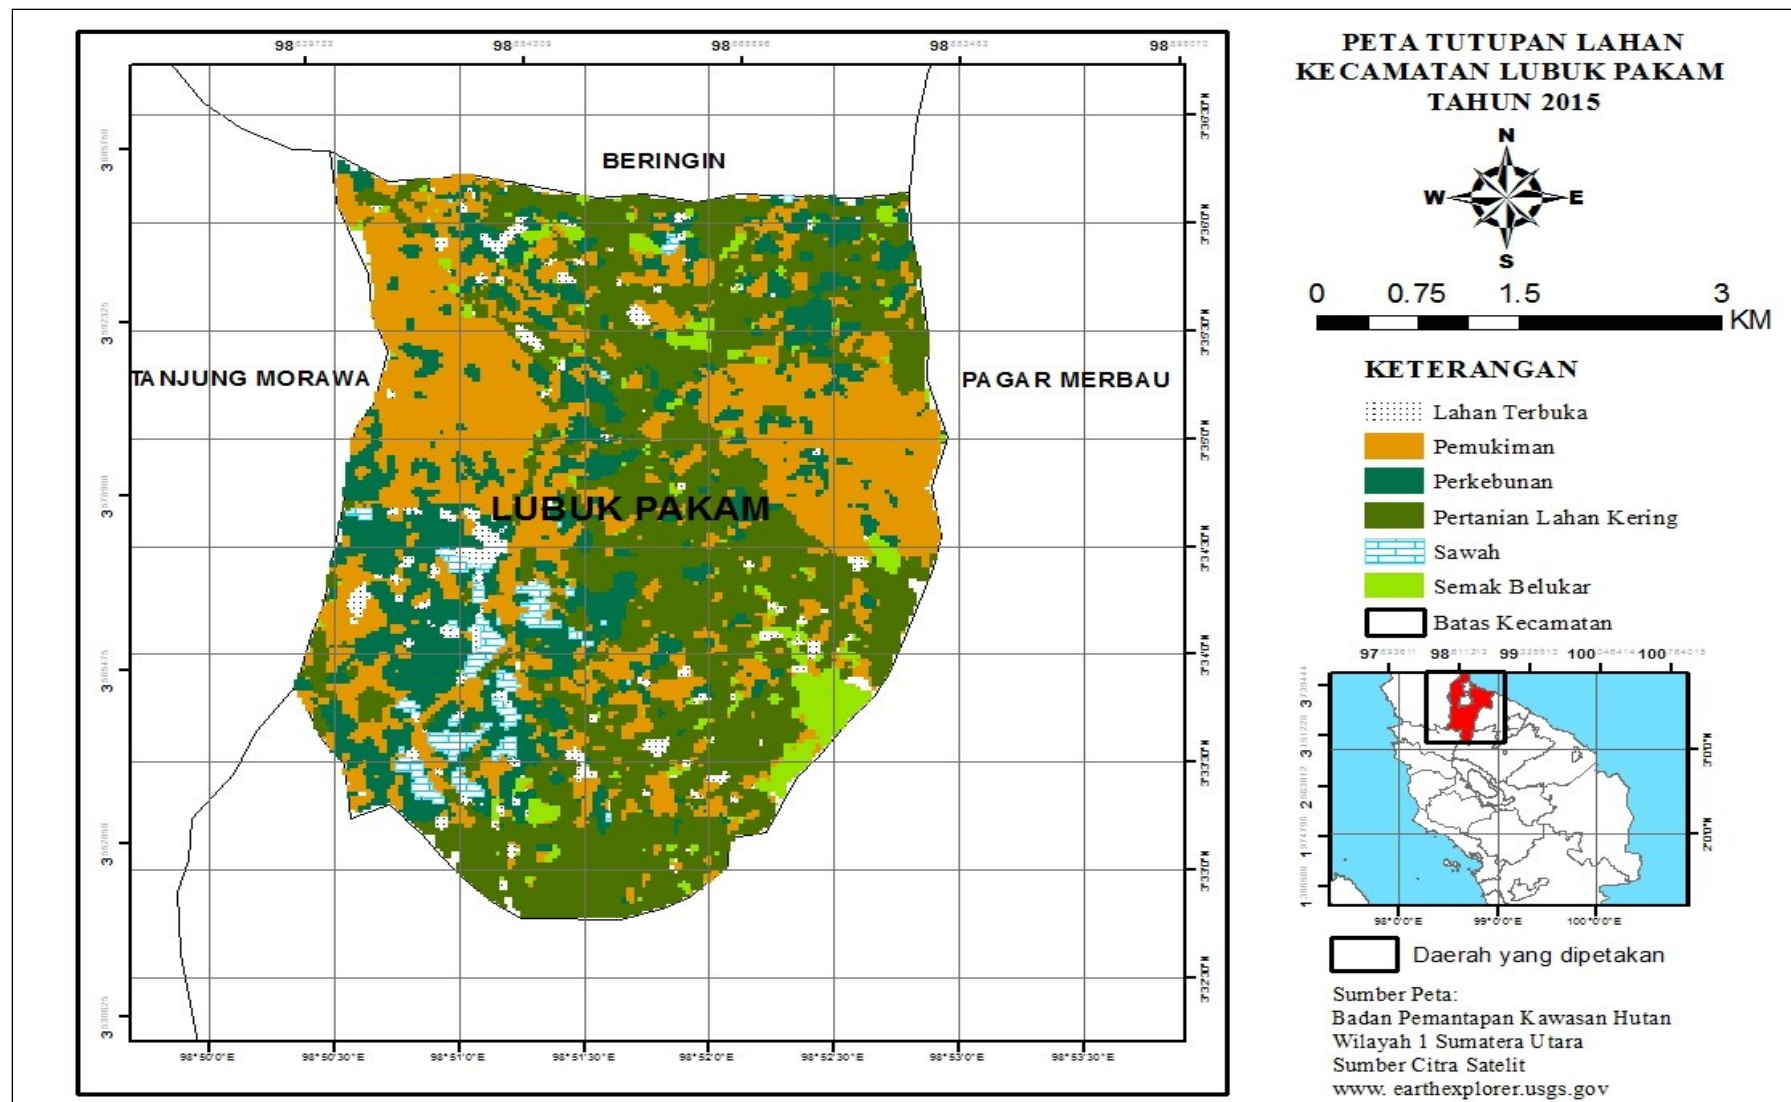 PETA TUTUPAN LAHAN
KECAMATAN LUBUK PAKAM
TAHUN 2015
N
W
E
S
0 0.75 1.5 3
KM
KETERANGAN
Lahan Terbuka
Pemukiman
Perkebunan
Pertanian Lahan Kering
Sawah
Semak Belukar
Batas Kecamatan
BERINGIN
TANJUNG MORAWA
PAGAR MERBAU
LUBUK PAKAM
98°0'0"E 99°0'0"E 100°0'0"E
98°50'0"E 98°50'30"E 98°51'0"E 98°51'30"E 98°52'0"E 98°52'30"E 98°53'0"E 98°53'30"E
Daerah yang dipetakan
Sumber Peta:
Badan Pemantapan Kawasan Hutan
Wilayah 1 Sumatera Utara
Sumber Citra Satelit
www. earthexplorer.usgs.gov